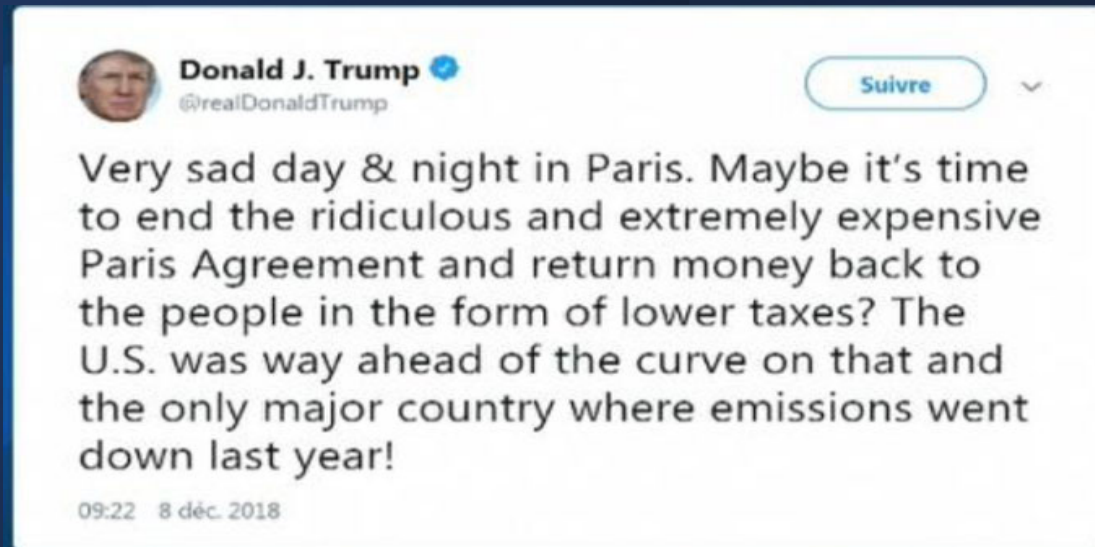 Donald J. Trump
@realDonaldTrump
Suivre
Very sad day & night in Paris. Maybe it's time
to end the ridiculous and extremely expensive
Paris Agreement and return money back to
the people in the form of lower taxes? The
U.S. was way ahead of the curve on that and
the only major country where emissions went
down last year!
09:22 8 déc. 2018